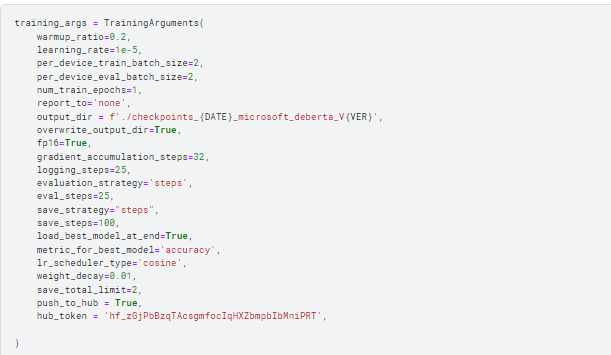 training_args = TrainingArguments(
    warmup_ratio=0.2,
    learning_rate=1e-5,
    per_device_train_batch_size=2,
    per_device_eval_batch_size=2,
    num_train_epochs=1,
    report_to='none',
    output_dir = f'./checkpoints_{DATE}_microsoft_deberta_V{VER}',
    overwrite_output_dir=True,
    fp16=True,
    gradient_accumulation_steps=32,
    logging_steps=25,
    evaluation_strategy='steps',
    eval_steps=25,
    save_strategy="steps",
    save_steps=100,
    load_best_model_at_end=True,
    metric_for_best_model='accuracy',
    lr_scheduler_type='cosine',
    weight_decay=0.01,
    save_total_limit=2,
    push_to_hub = True,
    hub_token = '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',
)